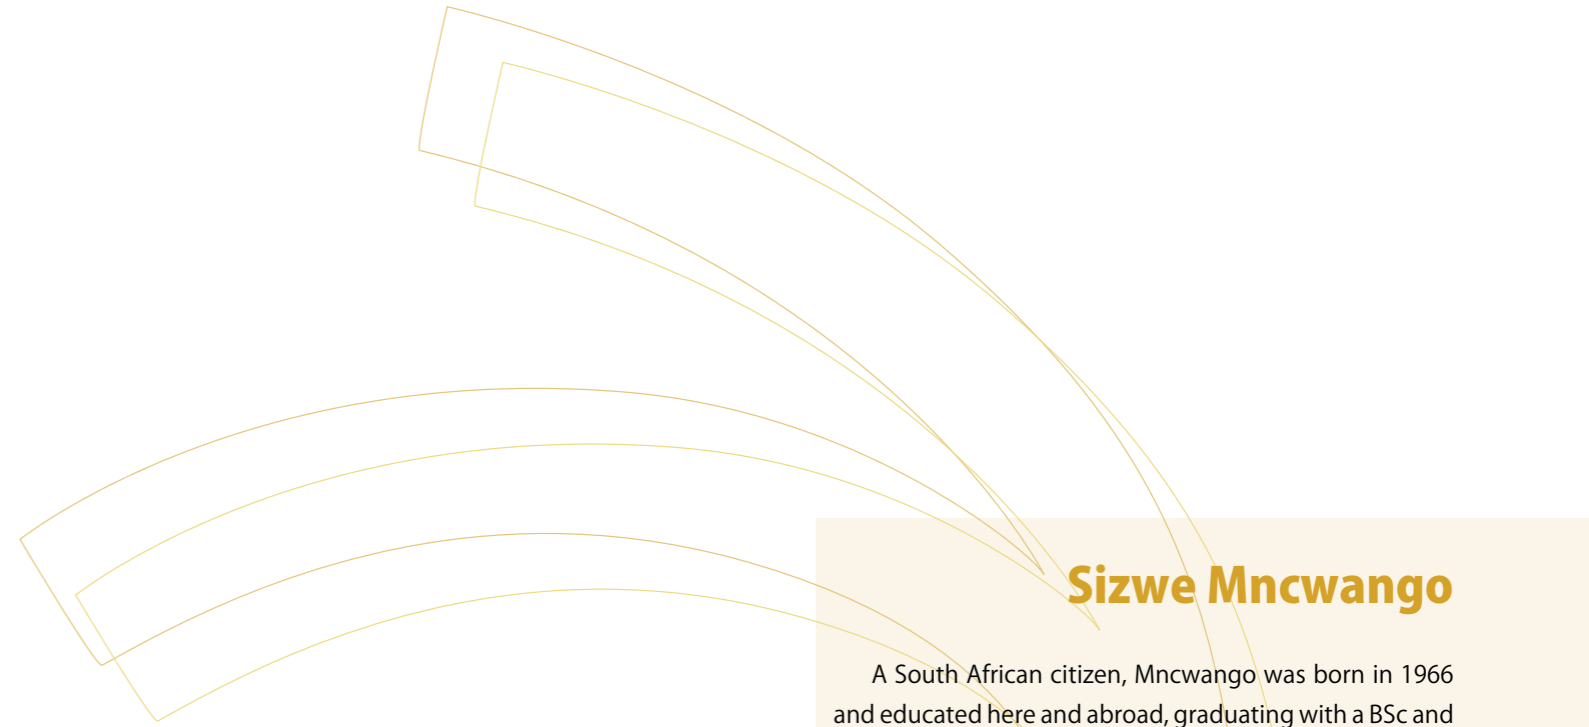 Sizwe Mncwango
A South African citizen, Mncwango was born in 1966
and educated here and abroad, graduating with a BSc and